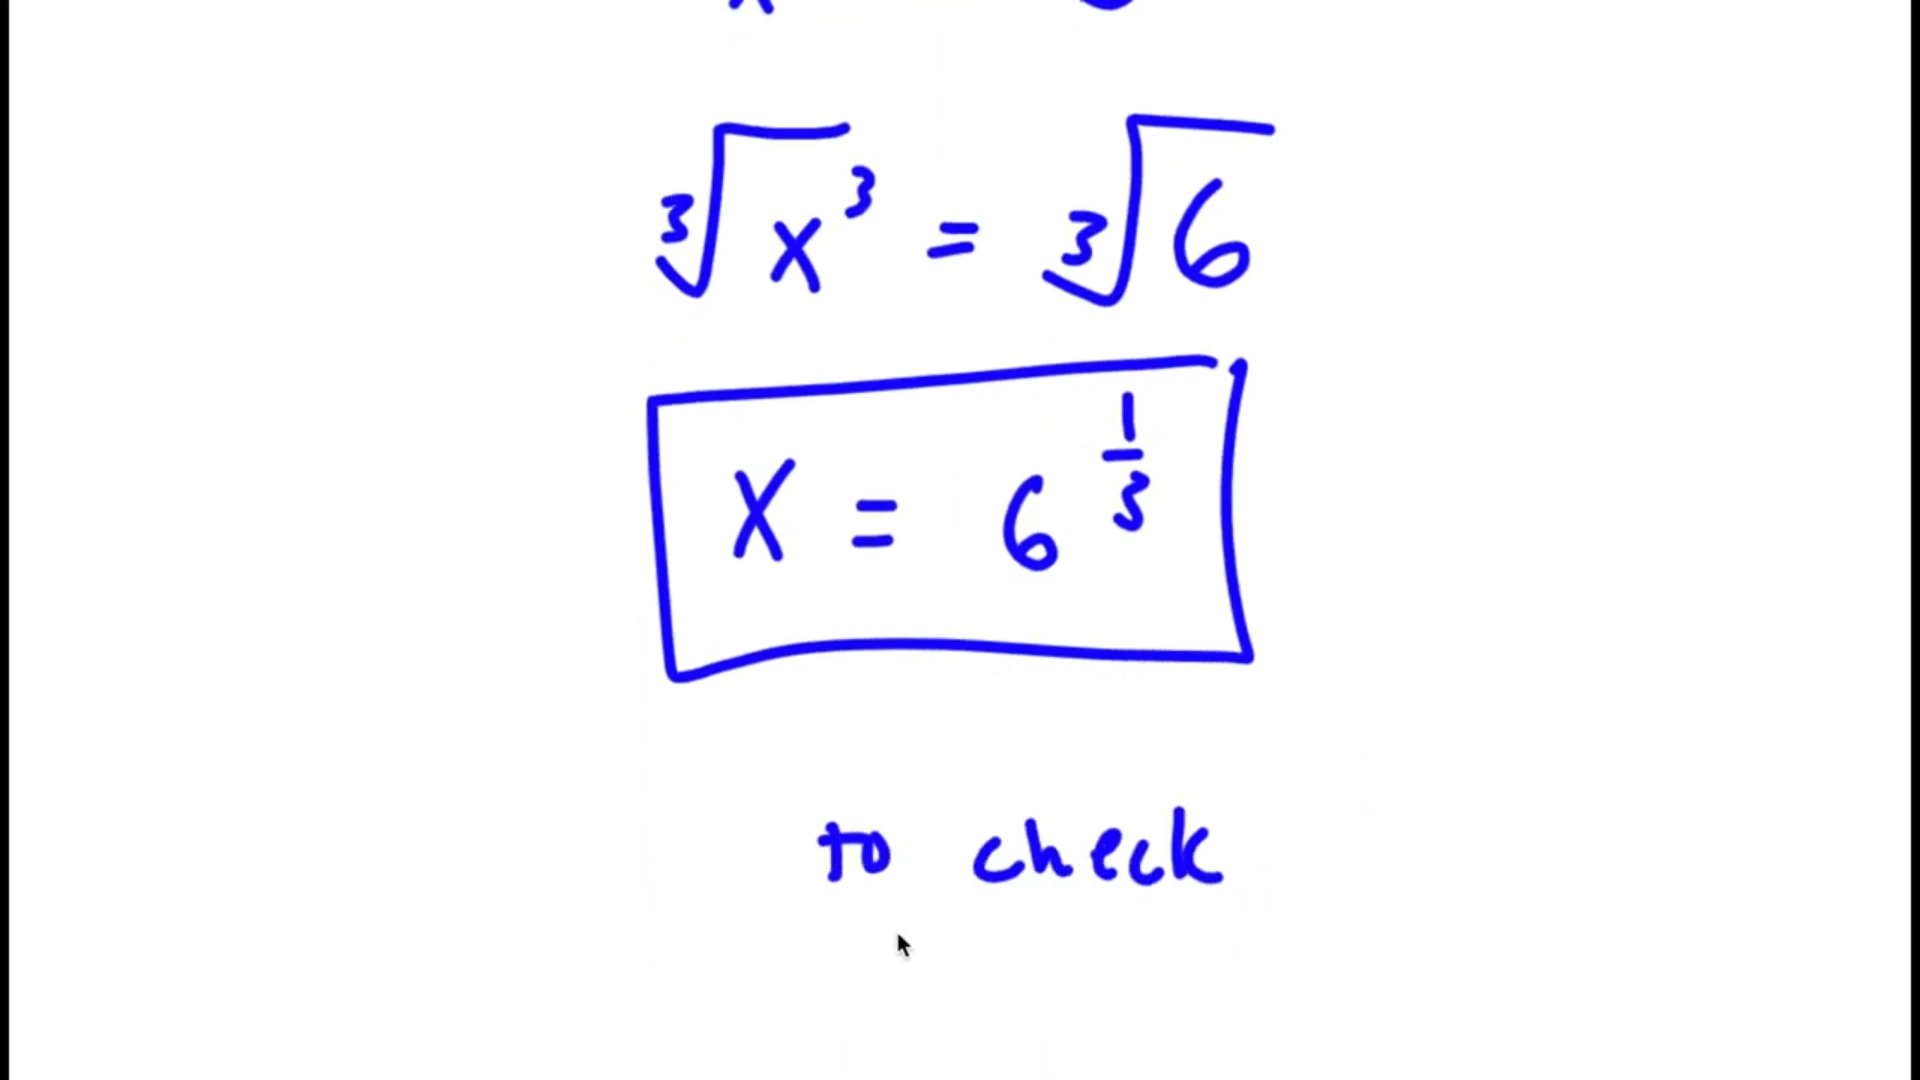 ∛x³ = ∛6
X = 6^(1/3)
to check